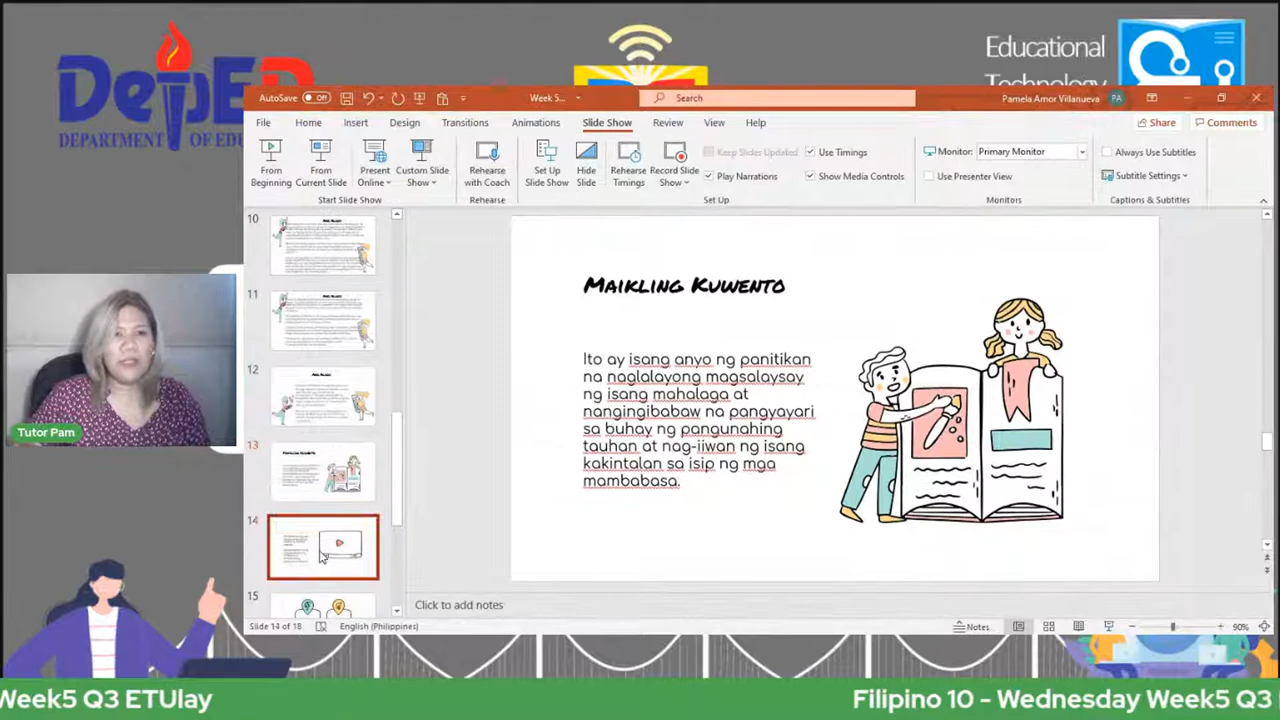 Educational
Technology
AutoSave Off
Week 5...
Search
Pamela Amor Villanueva PA
File Home Insert Design Transitions Animations Slide Show Review View Help
Share Comments
From Beginning
From Current Slide
Present Online
Custom Slide Show
Rehearse with Coach
Set Up Slide Show
Hide Slide
Rehearse Timings
Record Slide Show
Keep Slides Updated
Play Narrations
Use Timings
Show Media Controls
Monitor: Primary Monitor
Use Presenter View
Always Use Subtitles
Subtitle Settings
Start Slide Show
Rehearse
Set Up
Monitors
Captions & Subtitles
10
11
12
13
14
15
Maikling Kuwento
Ito ay isang anyo ng panitikan
na naglalayong magsalaysay
ng isang mahalaga at
nangingibabaw na pangyayari
sa buhay ng pangunahing
tauhan at nag-iiwan ng isang
kakintalan sa isip ng mga
mambabasa.
Tutor Pam
Click to add notes
Slide 14 of 18
English (Philippines)
Notes
90%
Week5 Q3 ETUlay
Filipino 10 - Wednesday Week5 Q3